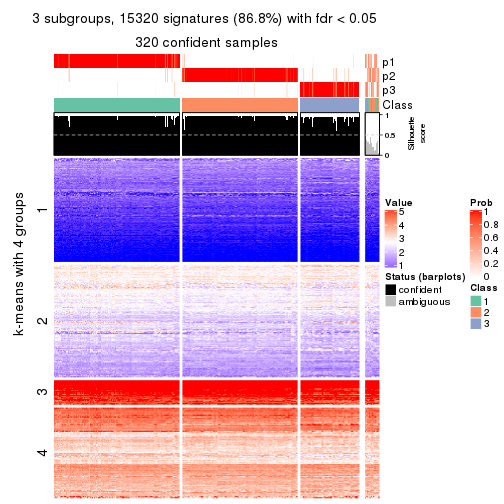 3 subgroups, 15320 signatures (86.8%) with fdr < 0.05
320 confident samples
p1
p2
p3
Class
1
0.5
0
Silhouette
score
k-means with 4 groups
1
2
3
4
Value
5
4
3
2
1
Status (barplots)
confident
ambiguous
Prob
1
0.8
0.6
0.4
0.2
0
Class
1
2
3